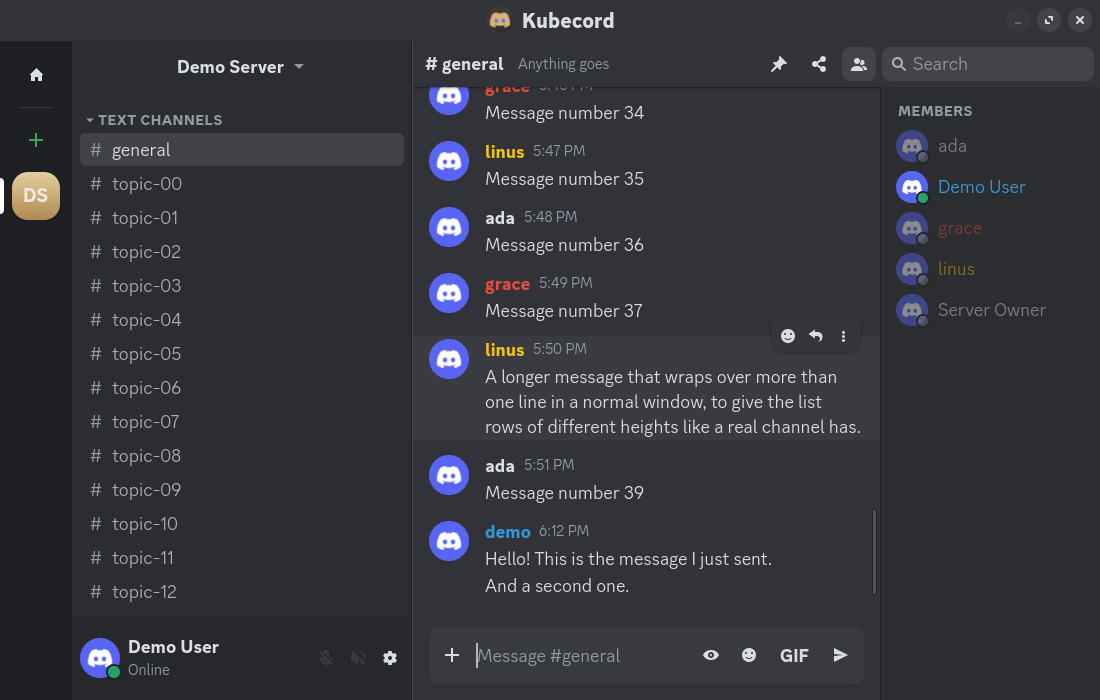 Kubecord
Demo Server
TEXT CHANNELS
# general
# topic-00
# topic-01
# topic-02
# topic-03
# topic-04
# topic-05
# topic-06
# topic-07
# topic-08
# topic-09
# topic-10
# topic-11
# topic-12
Demo User
Online
# general Anything goes
Search
grace
Message number 34
linus 5:47 PM
Message number 35
ada 5:48 PM
Message number 36
grace 5:49 PM
Message number 37
linus 5:50 PM
A longer message that wraps over more than
one line in a normal window, to give the list
rows of different heights like a real channel has.
ada 5:51 PM
Message number 39
demo 6:12 PM
Hello! This is the message I just sent.
And a second one.
Message #general
GIF
MEMBERS
ada
Demo User
grace
linus
Server Owner
DS